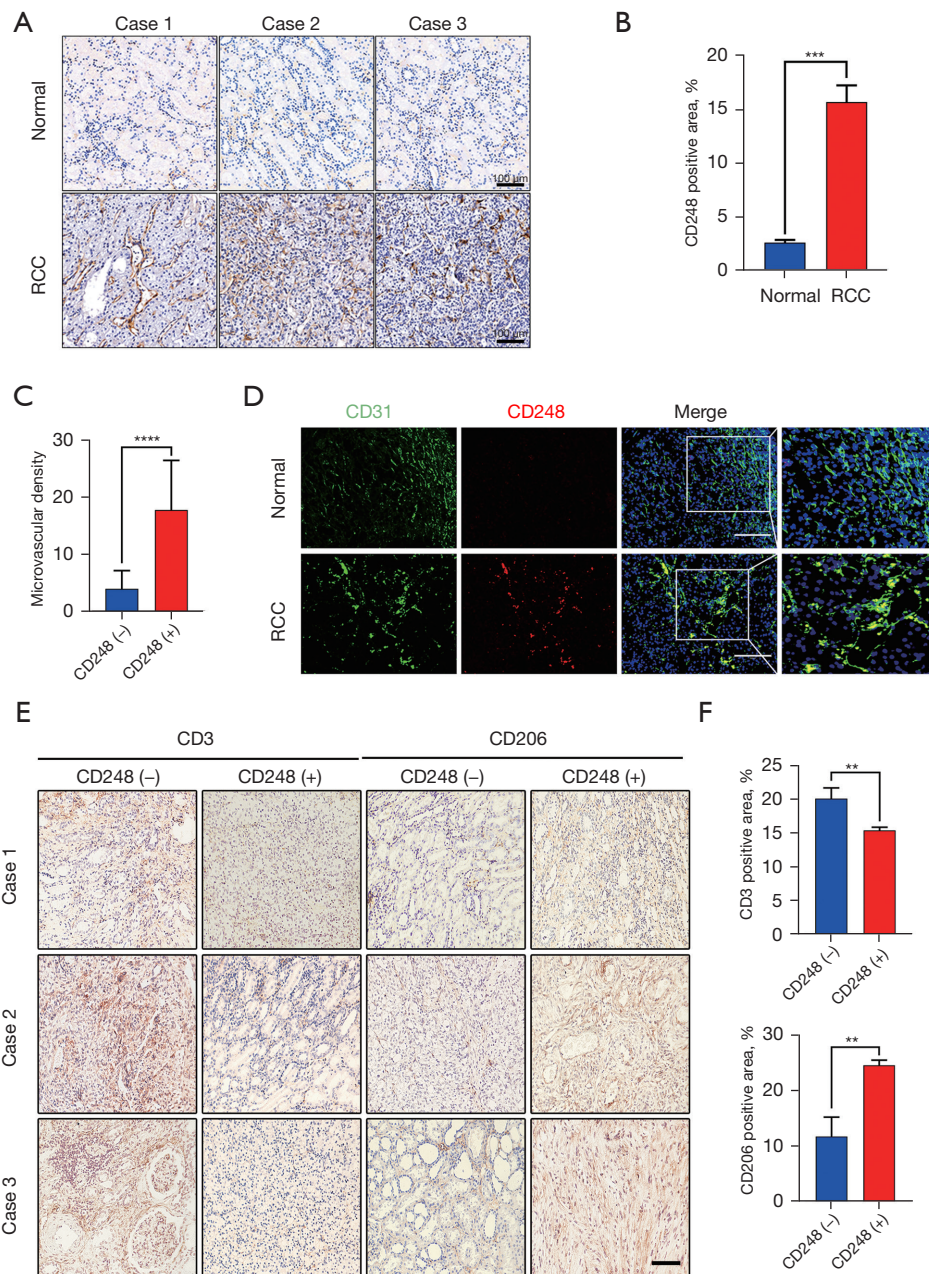 A
Case 1 Case 2 Case 3
Normal
100 μm
RCC
100 μm
B
CD248 positive area, %
20
15
10
5
0
***
Normal RCC
C
Microvascular density
30
20
10
0
****
CD248 (–)
CD248 (+)
D
CD31 CD248 Merge
Normal
RCC
E
CD3 CD206
CD248 (–) CD248 (+) CD248 (–) CD248 (+)
Case 1
Case 2
Case 3
F
CD3 positive area, %
25
20
15
10
5
0
**
CD248 (–)
CD248 (+)
CD206 positive area, %
30
20
10
0
**
CD248 (–)
CD248 (+)